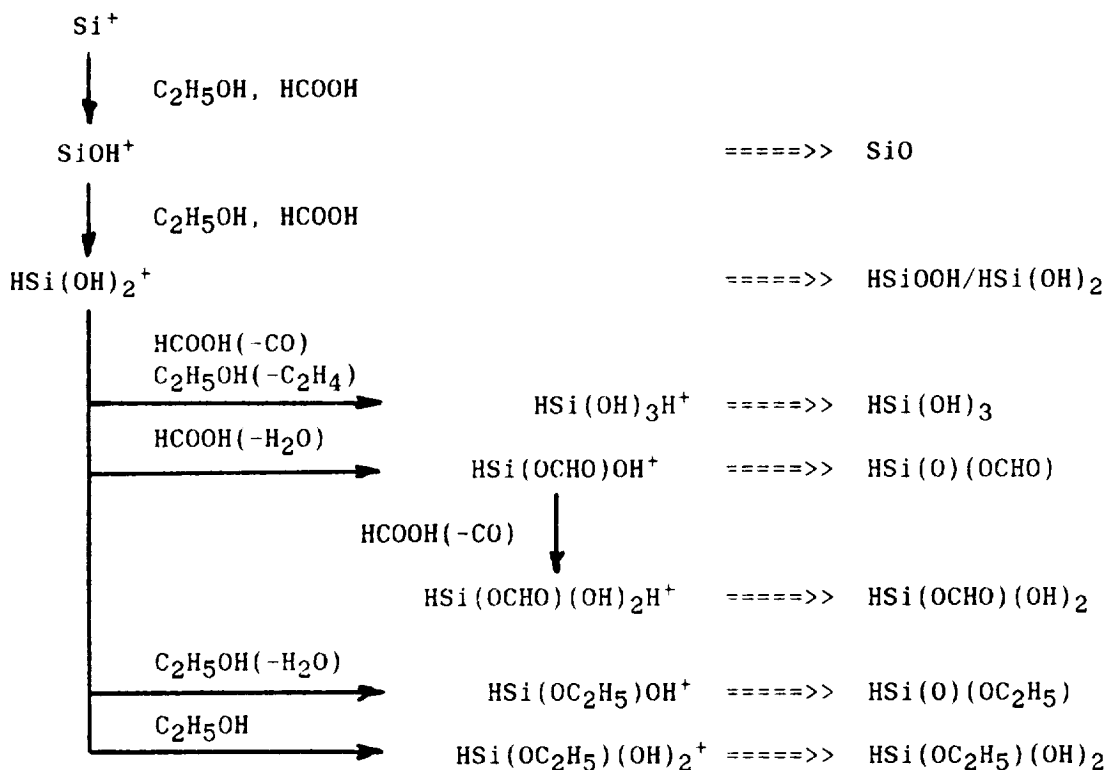 Si⁺
C₂H₅OH, HCOOH
SiOH⁺ =====>> SiO
C₂H₅OH, HCOOH
HSi(OH)₂⁺ =====>> HSiOOH/HSi(OH)₂
HCOOH(-CO)
C₂H₅OH(-C₂H₄)
HSi(OH)₃H⁺ =====>> HSi(OH)₃
HCOOH(-H₂O)
HSi(OCHO)OH⁺ =====>> HSi(O)(OCHO)
HCOOH(-CO)
HSi(OCHO)(OH)₂H⁺ =====>> HSi(OCHO)(OH)₂
C₂H₅OH(-H₂O)
HSi(OC₂H₅)OH⁺ =====>> HSi(O)(OC₂H₅)
C₂H₅OH
HSi(OC₂H₅)(OH)₂⁺ =====>> HSi(OC₂H₅)(OH)₂